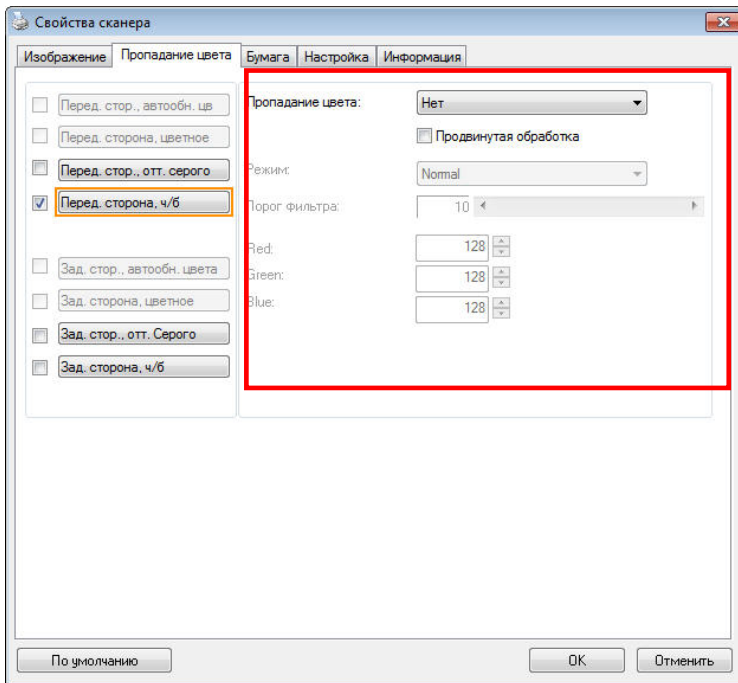 Свойства сканера
Изображение Пропадание цвета Бумага Настройка Информация
Перед. стор., автообн. цв
Перед. сторона, цветное
Перед. стор., отт. серого
Перед. сторона, ч/б
Зад. стор., автообн. цвета
Зад. сторона, цветное
Зад. стор., отт. Серого
Зад. сторона, ч/б
Пропадание цвета: Нет
Продвинутая обработка
Режим: Normal
Порог фильтра: 10
Red: 128
Green: 128
Blue: 128
По умолчанию OK Отменить